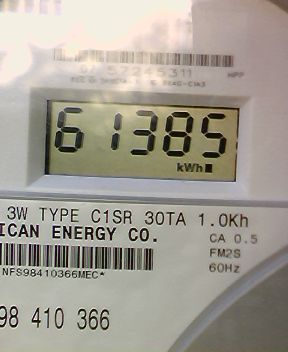 57245311
61385
kWh
3W TYPE C1SR 30TA 1.0Kh
ICAN ENERGY CO.
CA 0.5
FM2S
60Hz
NFS98410366MEC*
98 410 366